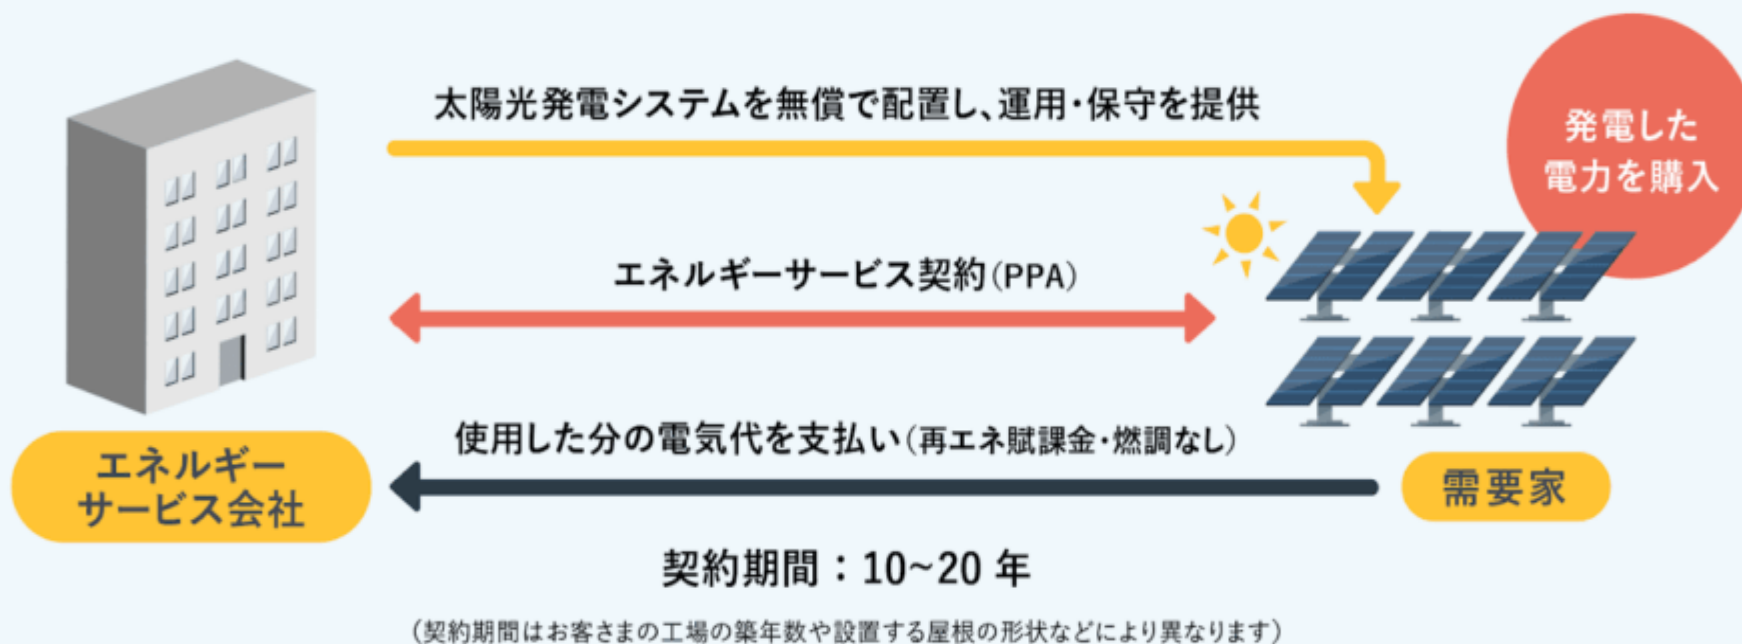 太陽光発電システムを無償で配置し、運用・保守を提供
発電した
電力を購入
エネルギーサービス契約(PPA)
使用した分の電気代を支払い(再エネ賦課金・燃調なし)
エネルギー
サービス会社
需要家
契約期間：10~20 年
(契約期間はお客さまの工場の築年数や設置する屋根の形状などにより異なります)